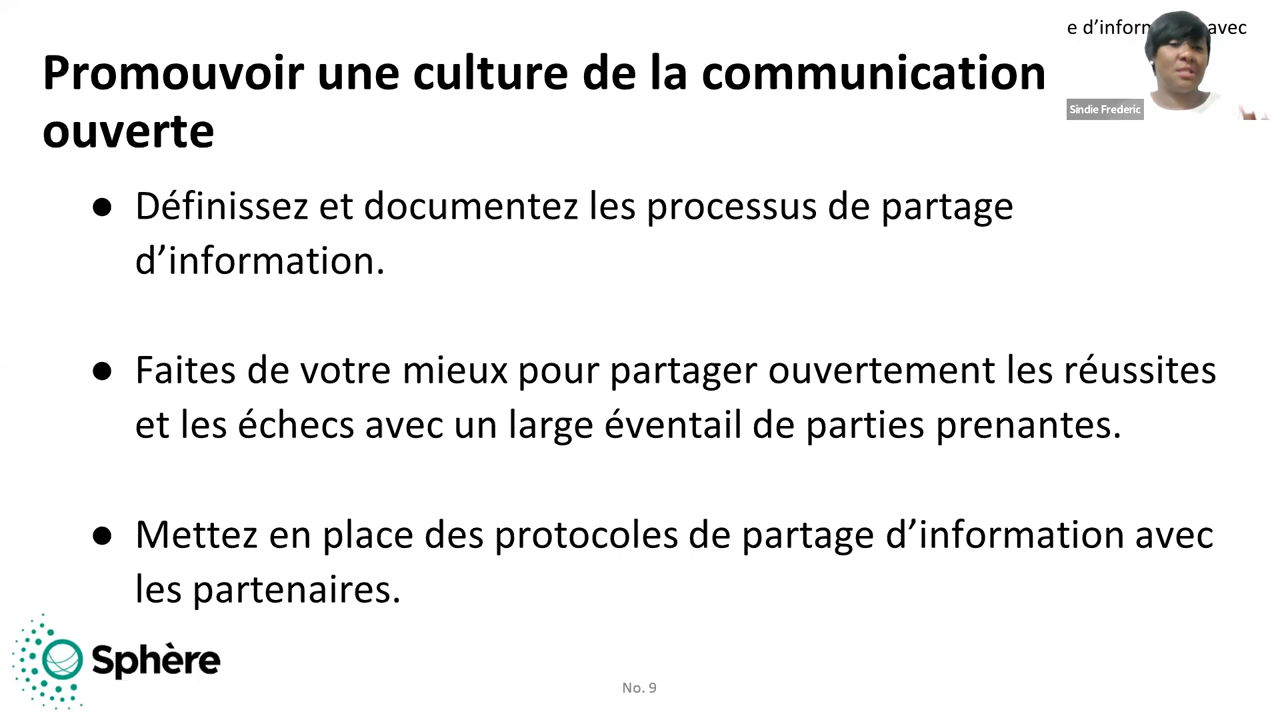 e d’inform avec
Sindie Frederic
Promouvoir une culture de la communication
ouverte
● Définissez et documentez les processus de partage
d’information.
● Faites de votre mieux pour partager ouvertement les réussites
et les échecs avec un large éventail de parties prenantes.
● Mettez en place des protocoles de partage d’information avec
les partenaires.
Sphère
No. 9